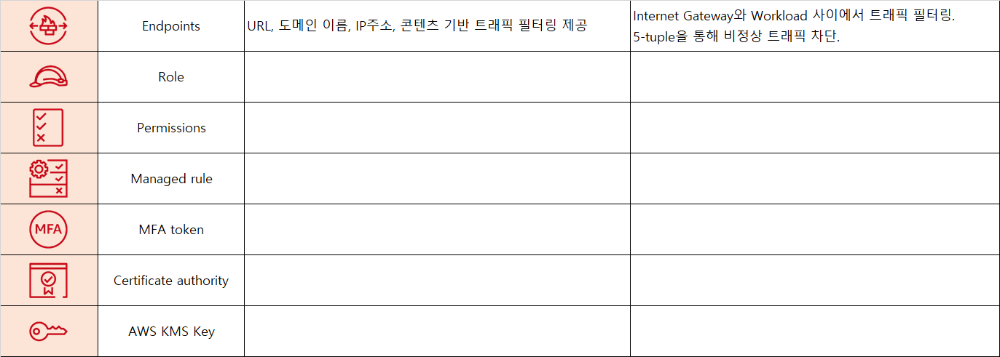 Endpoints
URL, 도메인 이름, IP주소, 콘텐츠 기반 트래픽 필터링 제공
Internet Gateway와 Workload 사이에서 트래픽 필터링.
5-tuple을 통해 비정상 트래픽 차단.
Role
Permissions
Managed rule
MFA
MFA token
Certificate authority
AWS KMS Key